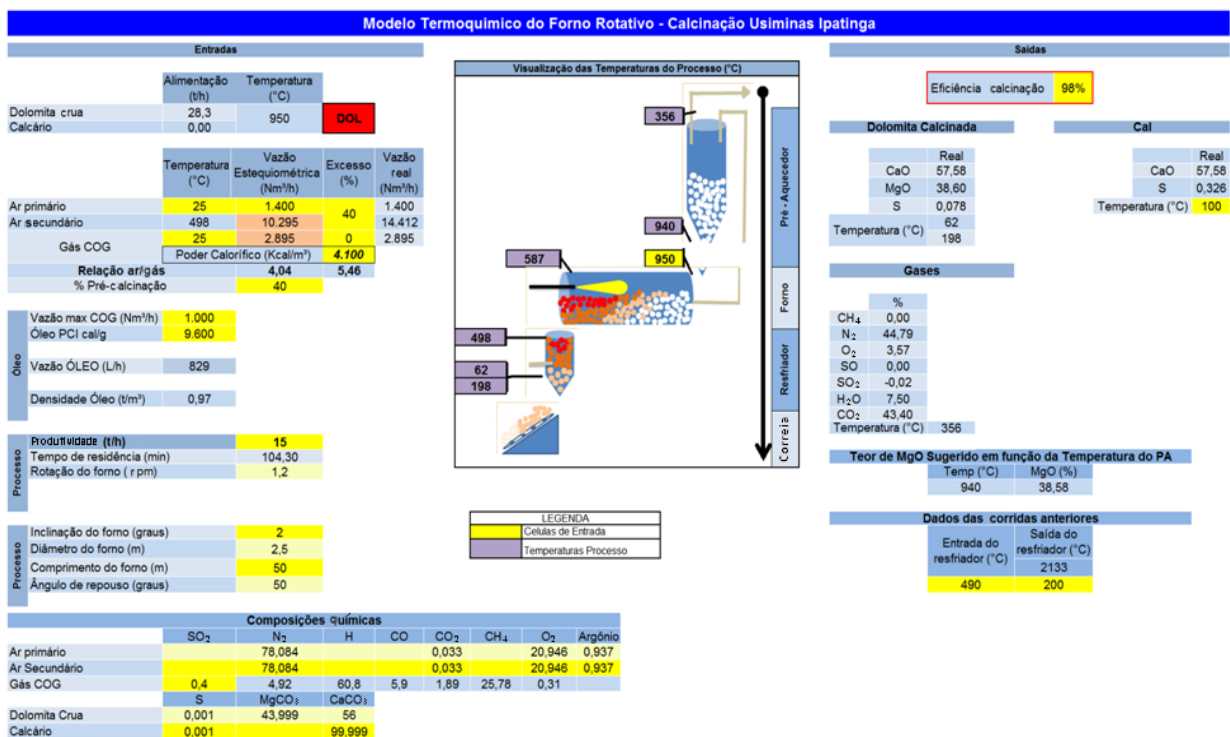 Modelo Termoquimico do Forno Rotativo - Calcinação Usiminas Ipatinga
Entradas
Alimentação (t/h) Temperatura (°C)
Dolomita crua 28,3 950 DOL
Calcário 0,00
Temperatura (°C) Vazão Estequiométrica (Nm³/h) Excesso (%) Vazão real (Nm³/h)
Ar primário 25 1.400 40 1.400
Ar secundário 498 10.295 14.412
Gás COG 25 2.895 0 2.895
Poder Calorífico (Kcal/m³) 4.100
Relação ar/gás 4,04 5,46
% Pré-calcinação 40
Óleo
Vazão max COG (Nm³/h) 1.000
Óleo PCI cal/g 9.600
Vazão ÓLEO (L/h) 829
Densidade Óleo (t/m³) 0,97
Processo
Produtividade (t/h) 15
Tempo de residência (min) 104,30
Rotação do forno ( rpm) 1,2
Processo
Inclinação do forno (graus) 2
Diâmetro do forno (m) 2,5
Comprimento do forno (m) 50
Ângulo de repouso (graus) 50
Visualização das Temperaturas do Processo (°C)
356
940
587 950
498
62
198
Pré - Aquecedor
Forno
Resfriador
Correia
LEGENDA
Celulas de Entrada
Temperaturas Processo
Saídas
Eficiência calcinação 98%
Dolomita Calcinada
Real
CaO 57,58
MgO 38,60
S 0,078
Temperatura (°C) 62
198
Cal
Real
CaO 57,58
S 0,326
Temperatura (°C) 100
Gases
%
CH₄ 0,00
N₂ 44,79
O₂ 3,57
SO 0,00
SO₂ -0,02
H₂O 7,50
CO₂ 43,40
Temperatura (°C) 356
Teor de MgO Sugerido em função da Temperatura do PA
Temp (°C) MgO (%)
940 38,58
Dados das corridas anteriores
Entrada do resfriador (°C) Saída do resfriador (°C)
2133
490 200
Composições químicas
SO₂ N₂ H CO CO₂ CH₄ O₂ Argônio
Ar primário 78,084 0,033 20,946 0,937
Ar Secundário 78,084 0,033 20,946 0,937
Gás COG 0,4 4,92 60,8 5,9 1,89 25,78 0,31
S MgCO₃ CaCO₃
Dolomita Crua 0,001 43,999 56
Calcário 0,001 99,999